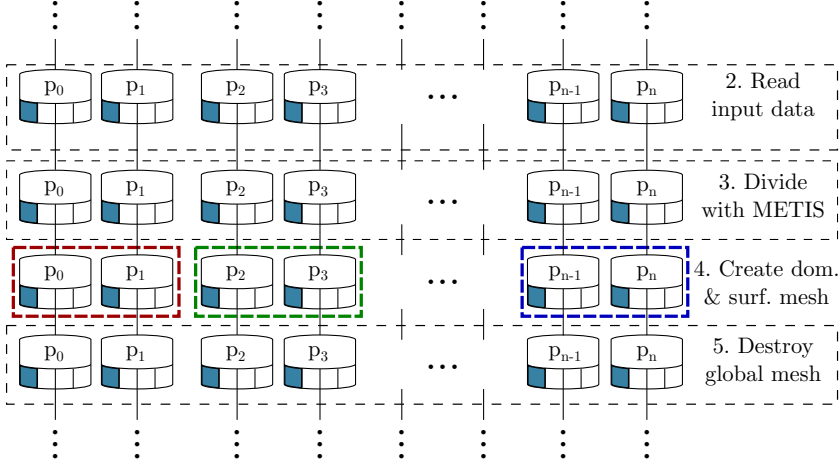 p0 p1 p2 p3 ... pn-1 pn 2. Read
input data
p0 p1 p2 p3 ... pn-1 pn 3. Divide
with METIS
p0 p1 p2 p3 ... pn-1 pn 4. Create dom.
& surf. mesh
p0 p1 p2 p3 ... pn-1 pn 5. Destroy
global mesh